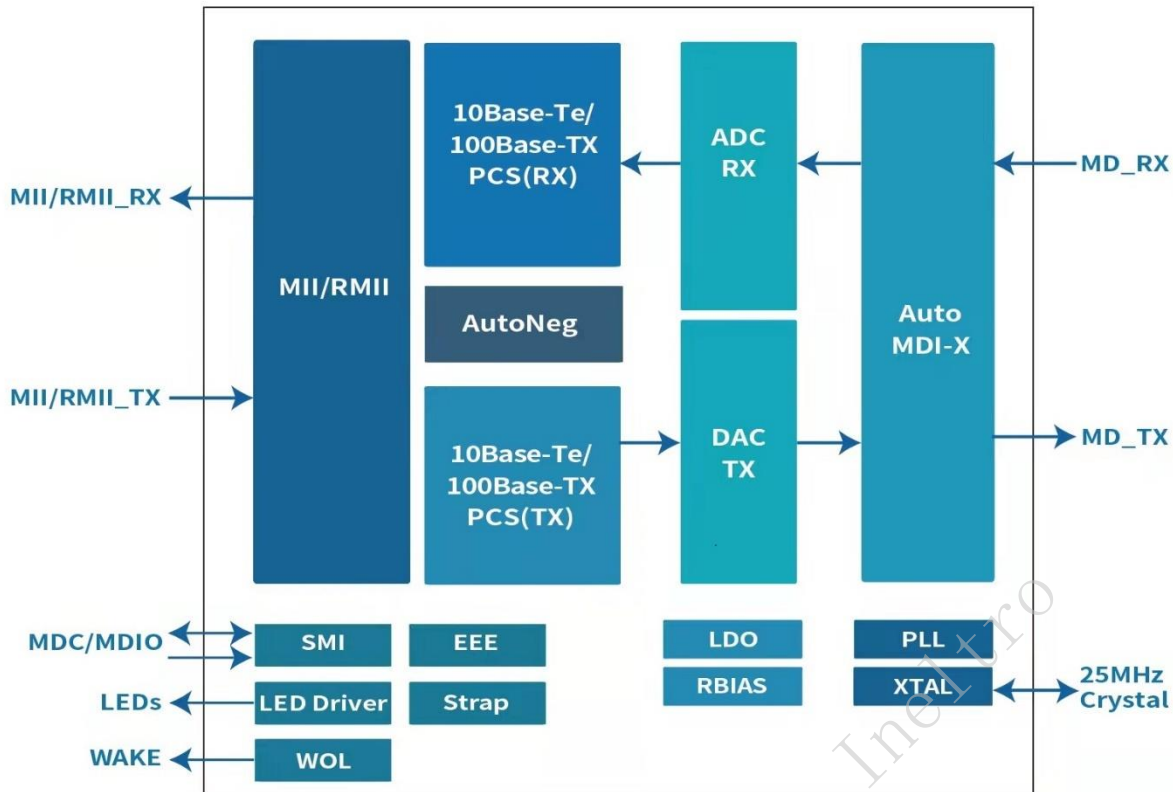 10Base-Te/
100Base-TX
PCS(RX)
ADC
RX
MD_RX
MII/RMII_RX
MII/RMII
AutoNeg
Auto
MDI-X
MII/RMII_TX
10Base-Te/
100Base-TX
PCS(TX)
DAC
TX
MD_TX
MDC/MDIO
SMI
EEE
LDO
PLL
LEDs
LED Driver
Strap
RBIAS
XTAL
25MHz
Crystal
WAKE
WOL
Ineltro